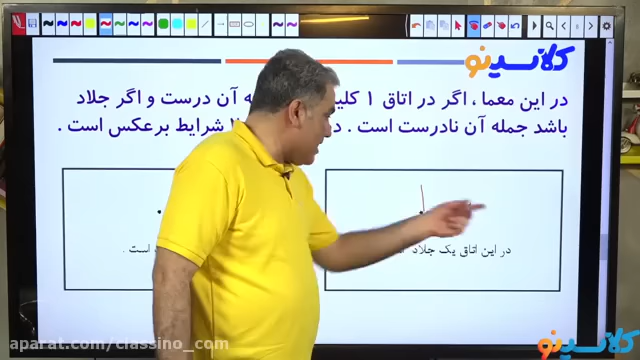 کلاسینو
در این معما ، اگر در اتاق ۱ آن درست و اگر جلاد
باشد جمله آن نادرست است . شرایط برعکس است .
در این اتاق یک جلاد
است .
aparat.com/classino_com
کلاسینو